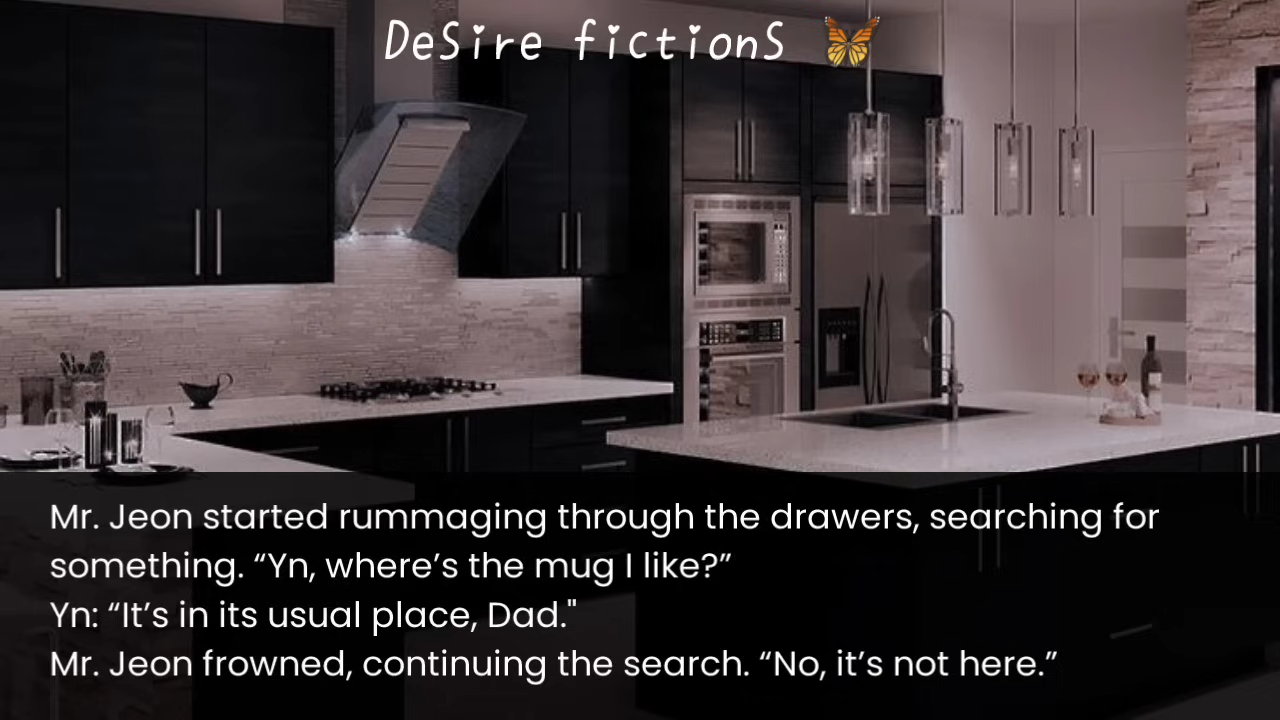 DeSire fictionS 🦋
Mr. Jeon started rummaging through the drawers, searching for
something. “Yn, where’s the mug I like?”
Yn: “It’s in its usual place, Dad."
Mr. Jeon frowned, continuing the search. “No, it’s not here.”